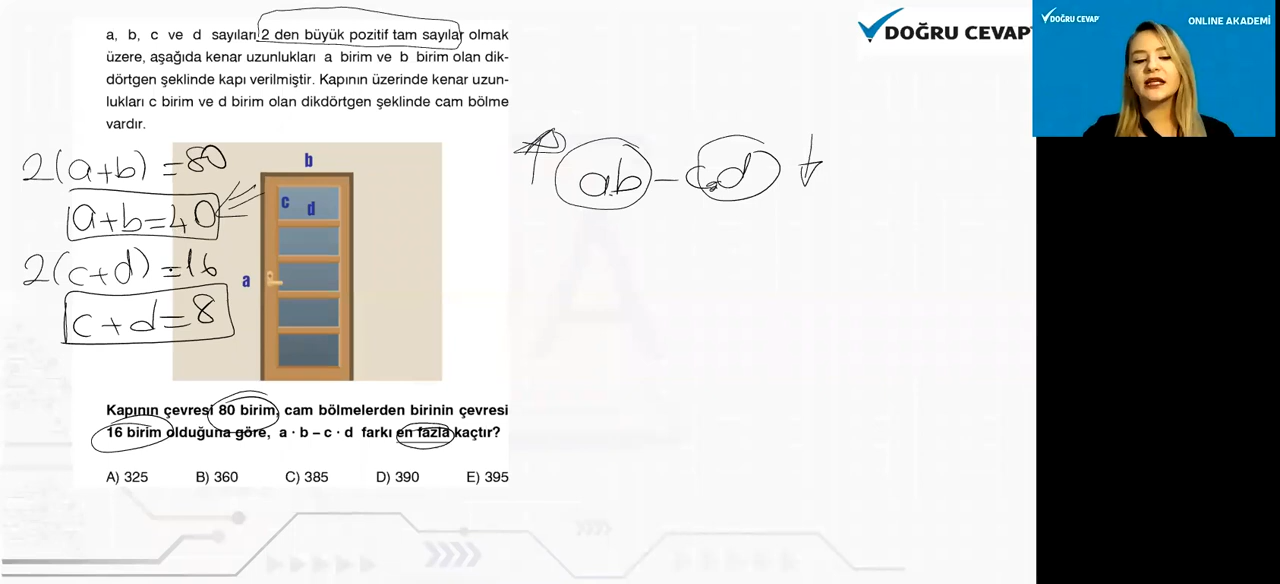 a, b, c ve d sayıları 2 den büyük pozitif tam sayılar olmak
üzere, aşağıda kenar uzunlukları a birim ve b birim olan dik-
dörtgen şeklinde kapı verilmiştir. Kapının üzerinde kenar uzun-
lukları c birim ve d birim olan dikdörtgen şeklinde cam bölme
vardır.
2(a+b) = 80
a+b=40
2(c+d) = 16
c+d=8
b
c
d
a
ab - c.d
Kapının çevresi 80 birim, cam bölmelerden birinin çevresi
16 birim olduğuna göre, a · b – c · d farkı en fazla kaçtır?
A) 325 B) 360 C) 385 D) 390 E) 395
DOĞRU CEVAP
DOĞRU CEVAP
ONLINE AKADEMİ